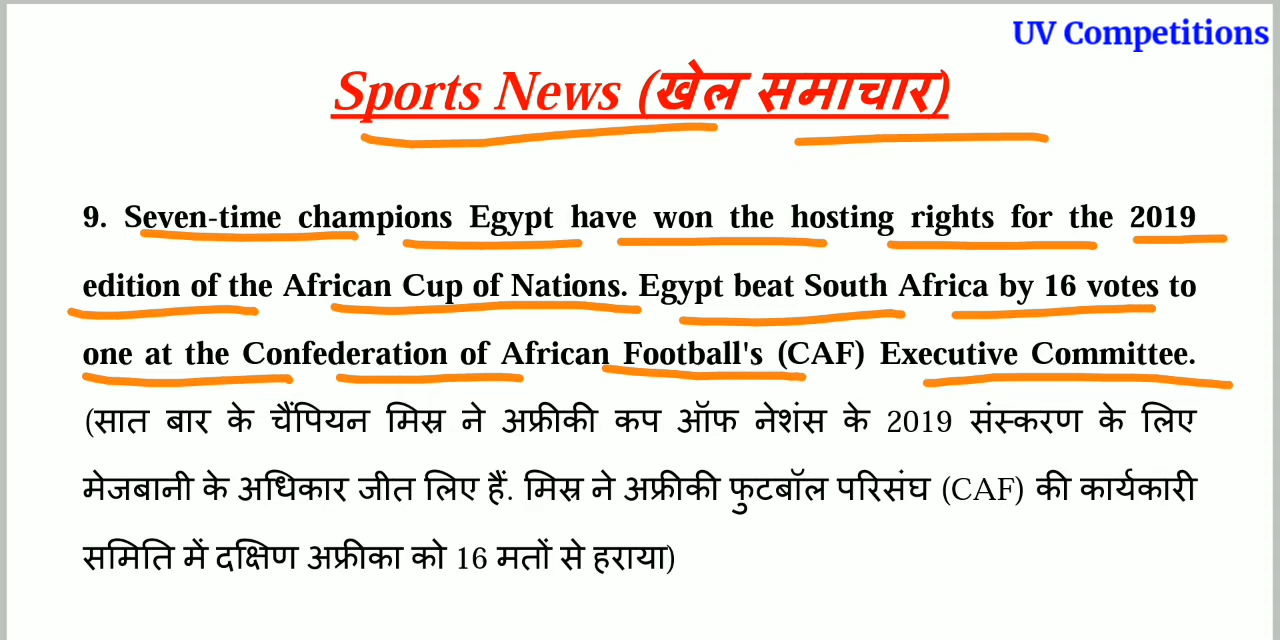 UV Competitions
Sports News (खेल समाचार)
9. Seven-time champions Egypt have won the hosting rights for the 2019
edition of the African Cup of Nations. Egypt beat South Africa by 16 votes to
one at the Confederation of African Football's (CAF) Executive Committee.
(सात बार के चैंपियन मिस्र ने अफ्रीकी कप ऑफ नेशंस के 2019 संस्करण के लिए
मेजबानी के अधिकार जीत लिए हैं. मिस्र ने अफ्रीकी फुटबॉल परिसंघ (CAF) की कार्यकारी
समिति में दक्षिण अफ्रीका को 16 मतों से हराया)